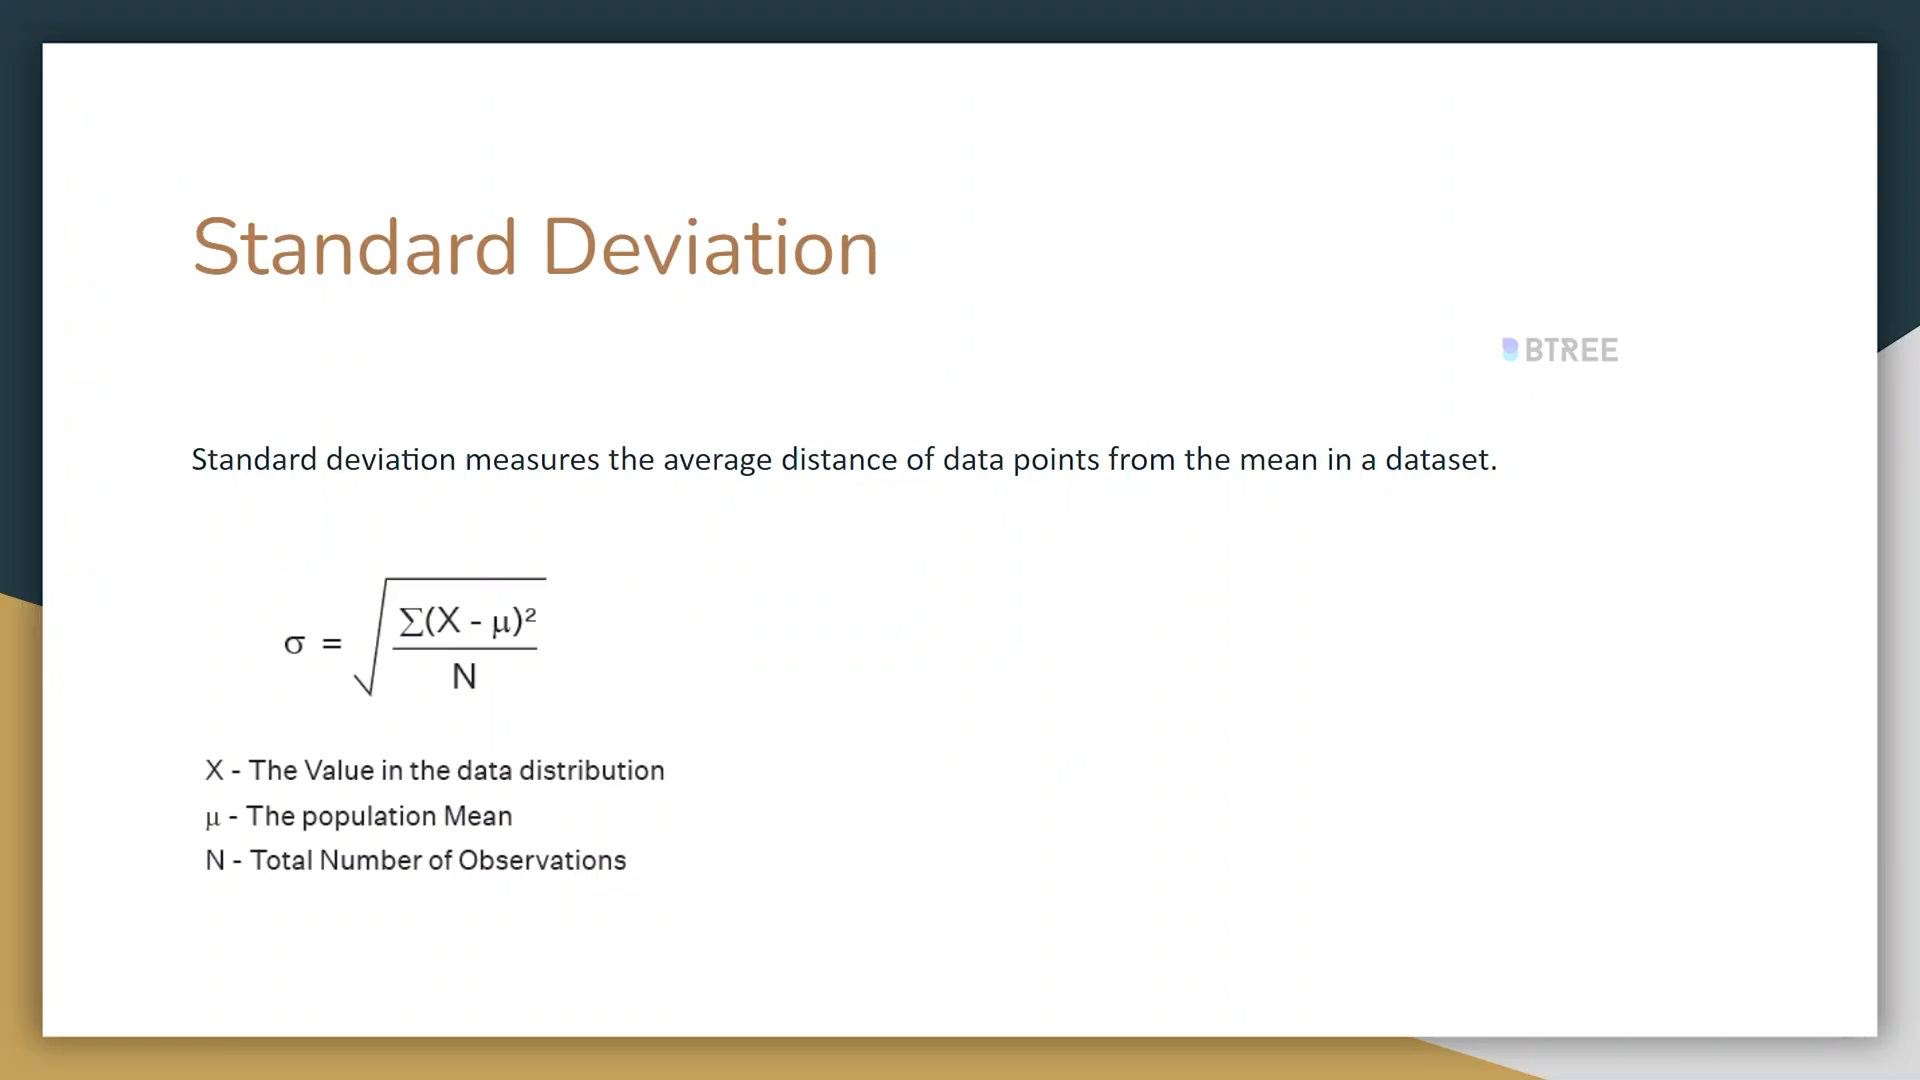 Standard Deviation
BTREE
Standard deviation measures the average distance of data points from the mean in a dataset.
σ = √ ∑(X - μ)²
N
X - The Value in the data distribution
μ - The population Mean
N - Total Number of Observations